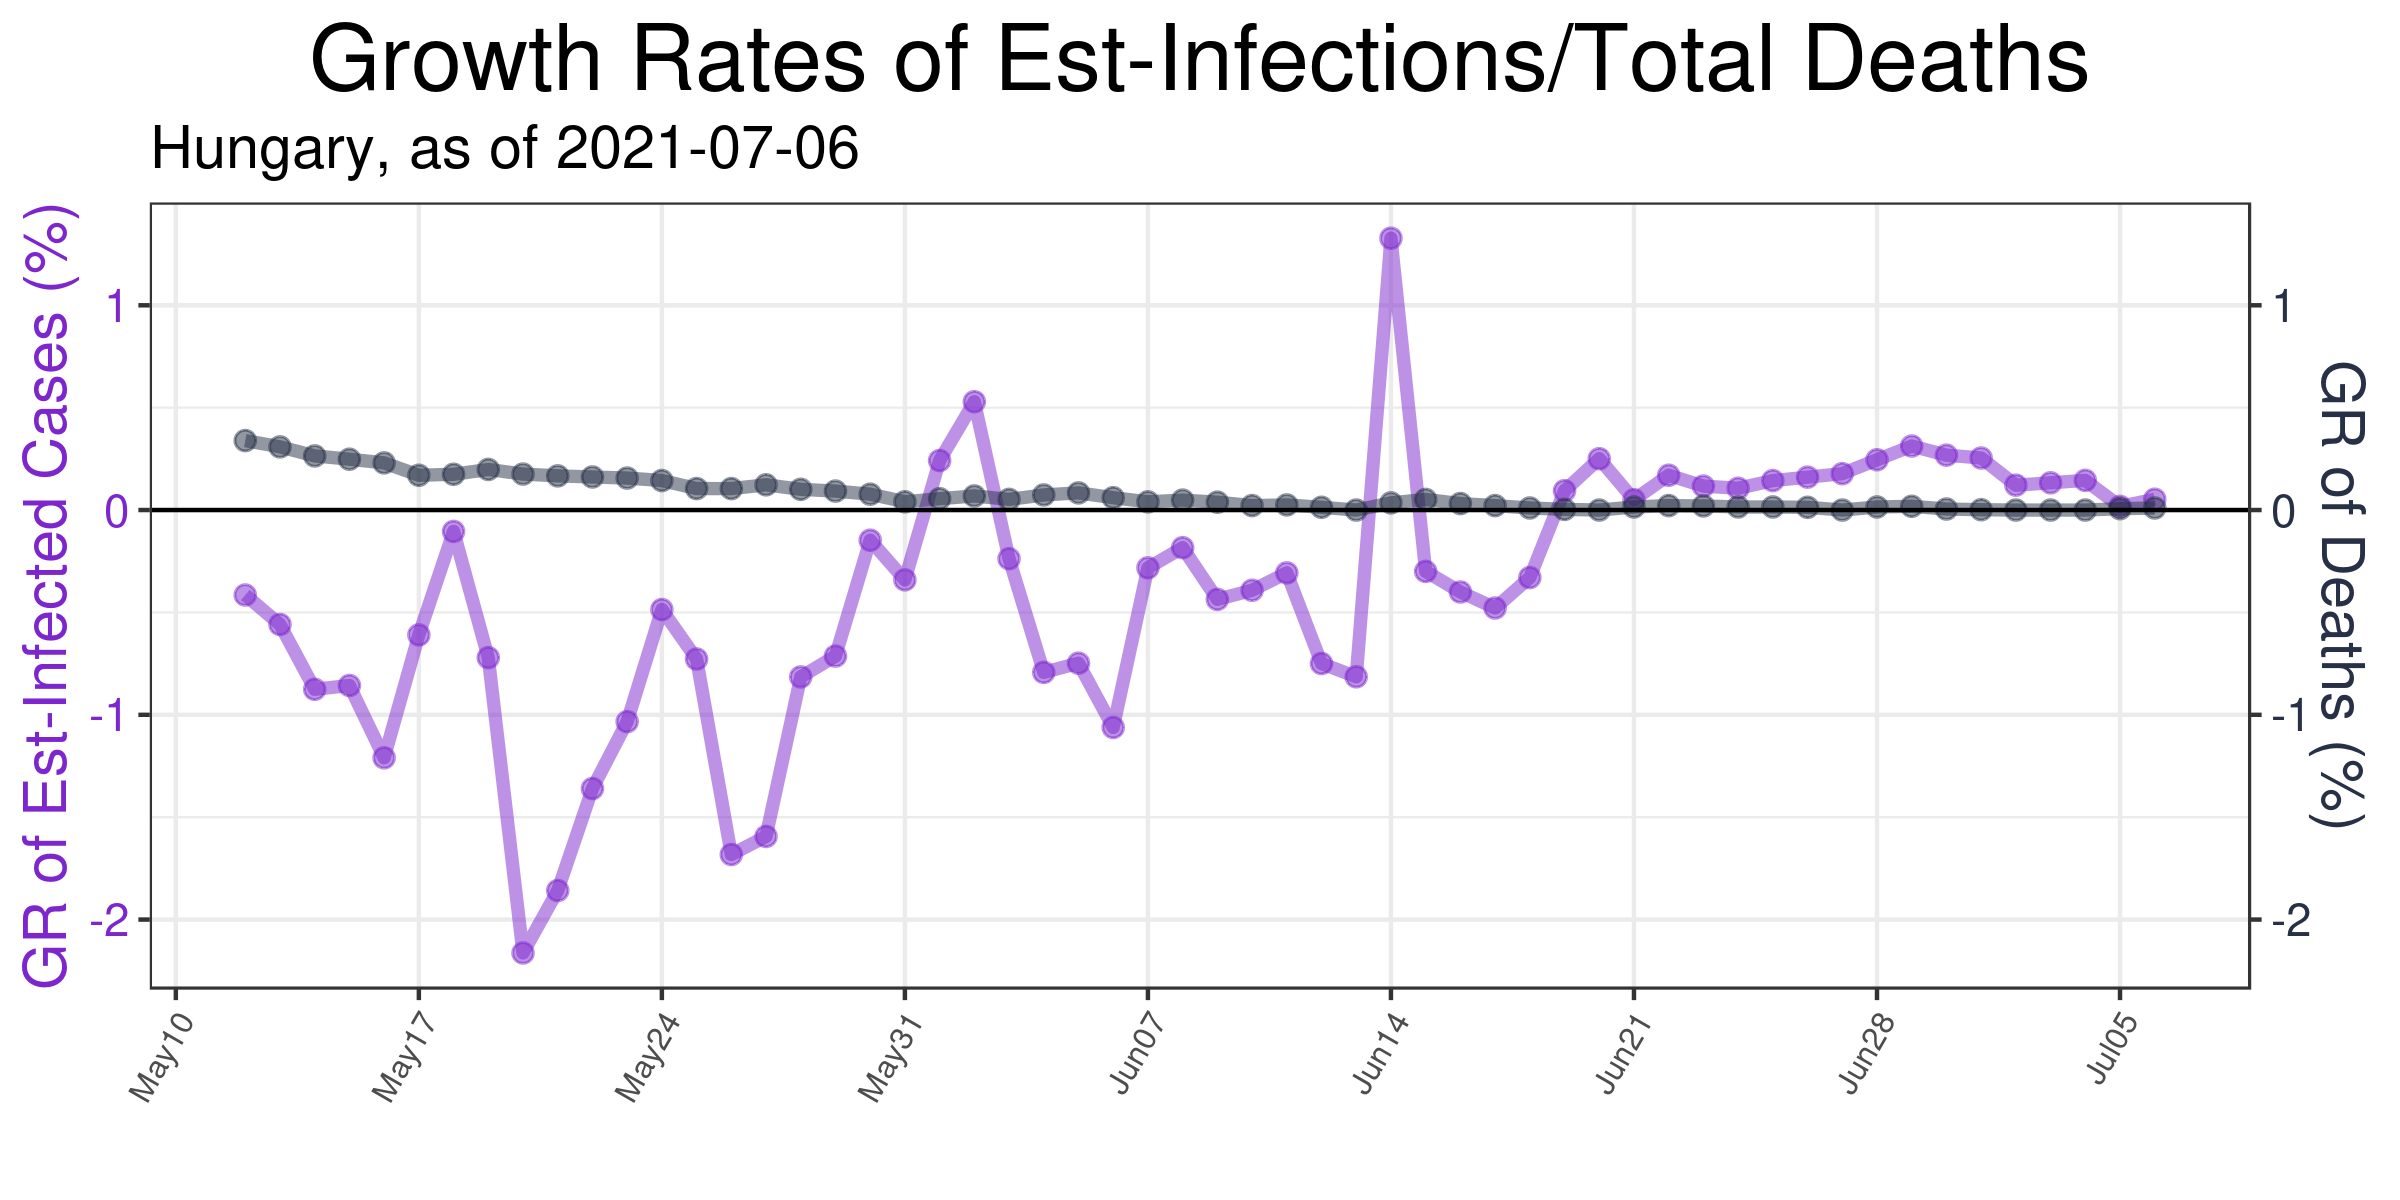 Growth Rates of Est-Infections/Total Deaths
Hungary, as of 2021-07-06
GR of Est-Infected Cases (%)
1
0
-1
-2
1
0
-1
-2
GR of Deaths (%)
May10
May17
May24
May31
Jun07
Jun14
Jun21
Jun28
Jul05